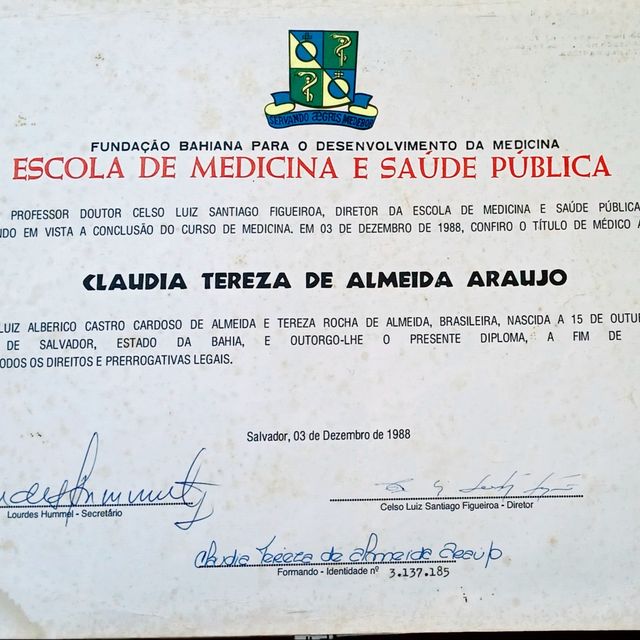 SERVANDO ÆGRIS MEDEBOR
FUNDAÇÃO BAHIANA PARA O DESENVOLVIMENTO DA MEDICINA
ESCOLA DE MEDICINA E SAÚDE PÚBLICA
PROFESSOR DOUTOR CELSO LUIZ SANTIAGO FIGUEIROA, DIRETOR DA ESCOLA DE MEDICINA E SAÚDE PÚBLICA
NDO EM VISTA A CONCLUSÃO DO CURSO DE MEDICINA. EM 03 DE DEZEMBRO DE 1988, CONFIRO O TÍTULO DE MÉDICO A
CLAUDIA TEREZA DE ALMEIDA ARAUJO
LUIZ ALBERICO CASTRO CARDOSO DE ALMEIDA E TEREZA ROCHA DE ALMEIDA, BRASILEIRA, NASCIDA A 15 DE OUTU
DE SALVADOR, ESTADO DA BAHIA, E OUTORGO-LHE O PRESENTE DIPLOMA, A FIM DE
ODOS OS DIREITOS E PRERROGATIVAS LEGAIS.
Salvador, 03 de Dezembro de 1988
Lourdes Hummel - Secretário
Celso Luiz Santiago Figueiroa - Diretor
Claudia Tereza de Almeida Araújo
Formando - Identidade nº 3.137.185